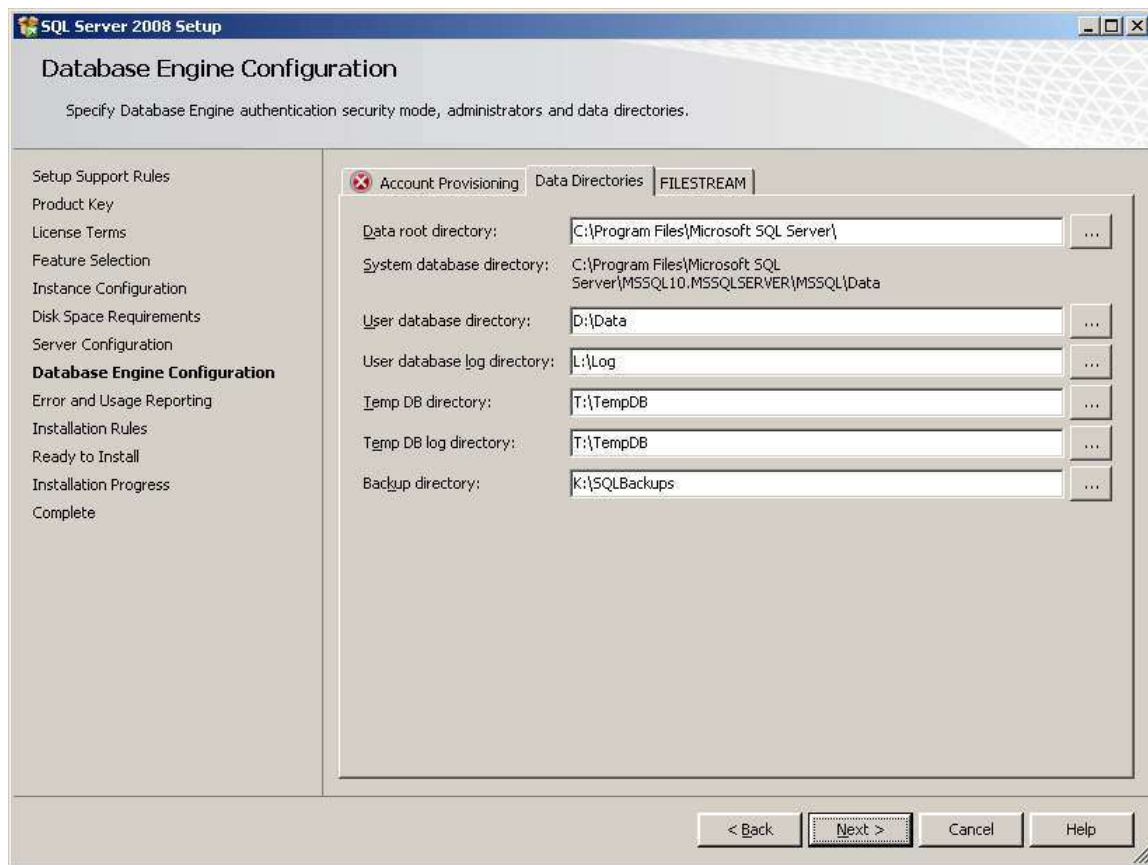 SQL Server 2008 Setup
Database Engine Configuration
Specify Database Engine authentication security mode, administrators and data directories.
Setup Support Rules
Product Key
License Terms
Feature Selection
Instance Configuration
Disk Space Requirements
Server Configuration
Database Engine Configuration
Error and Usage Reporting
Installation Rules
Ready to Install
Installation Progress
Complete
Account Provisioning Data Directories FILESTREAM
Data root directory: C:\Program Files\Microsoft SQL Server\ ...
System database directory: C:\Program Files\Microsoft SQL
Server\MSSQL10.MSSQLSERVER\MSSQL\Data
User database directory: D:\Data ...
User database log directory: L:\Log ...
Temp DB directory: T:\TempDB ...
Temp DB log directory: T:\TempDB ...
Backup directory: K:\SQLBackups ...
< Back Next > Cancel Help